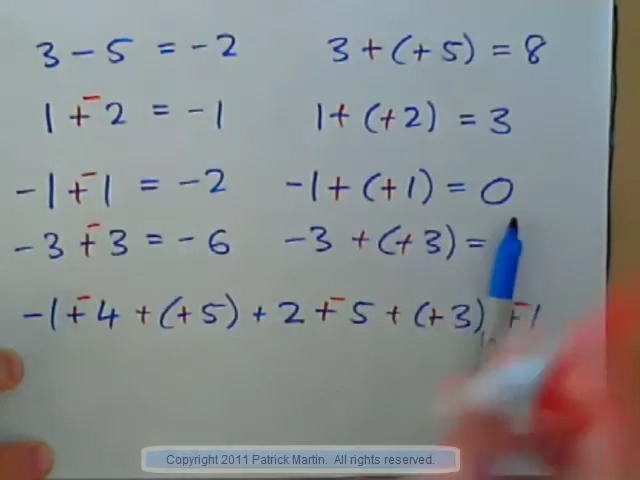 3 - 5 = -2 3 + (+5) = 8
1 + ⁻2 = -1 1 + (+2) = 3
-1 + ⁻1 = -2 -1 + (+1) = 0
-3 + ⁻3 = -6 -3 + (+3) =
-1 + ⁻4 + (+5) + 2 + ⁻5 + (+3) + ⁻1
Copyright 2011 Patrick Martin. All rights reserved.